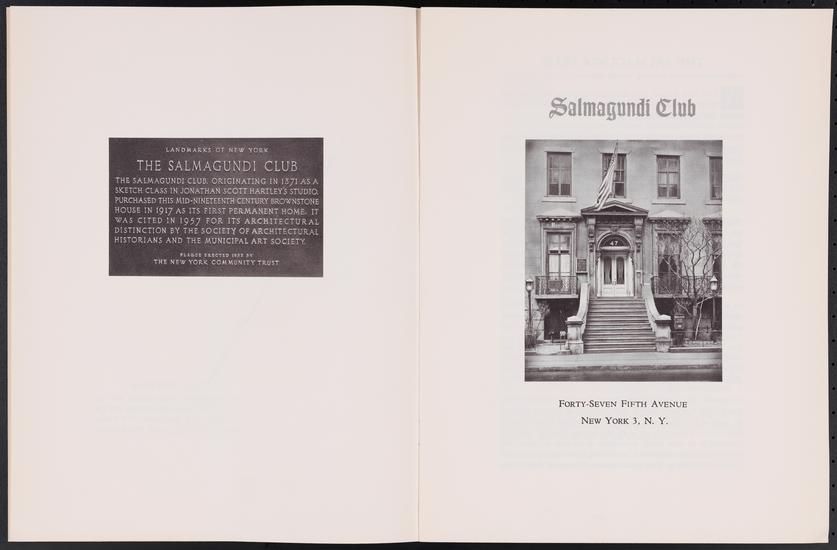 LANDMARKS OF NEW YORK
THE SALMAGUNDI CLUB
THE SALMAGUNDI CLUB, ORIGINATING IN 1871 AS A
SKETCH CLASS IN JONATHAN SCOTT HARTLEY'S STUDIO,
PURCHASED THIS MID-NINETEENTH CENTURY BROWNSTONE
HOUSE IN 1917 AS ITS FIRST PERMANENT HOME. IT
WAS CITED IN 1957 FOR ITS ARCHITECTURAL
DISTINCTION BY THE SOCIETY OF ARCHITECTURAL
HISTORIANS AND THE MUNICIPAL ART SOCIETY.
PLAQUE ERECTED BY
THE NEW YORK COMMUNITY TRUST
Salmagundi Club
47
FORTY-SEVEN FIFTH AVENUE
NEW YORK 3, N. Y.